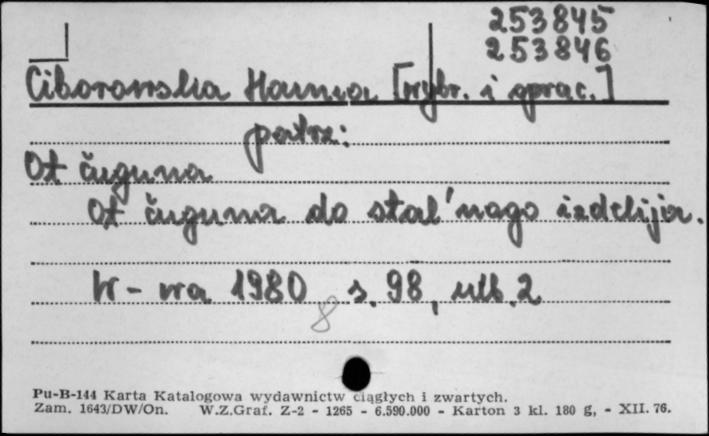 253845
253846
Ciborowska Hanna [wybr. i oprac.]
patrz:
Ot čuguna
Ot čuguna do stal'nogo izdelija.
W-wa 1980 s. 98, nlb. 2
8
Pu-B-144 Karta Katalogowa wydawnictw ciągłych i zwartych.
Zam. 1643/DW/On. W.Z.Graf. Z-2 - 1265 - 6.590.000 - Karton 3 kl. 180 g, - XII. 76.